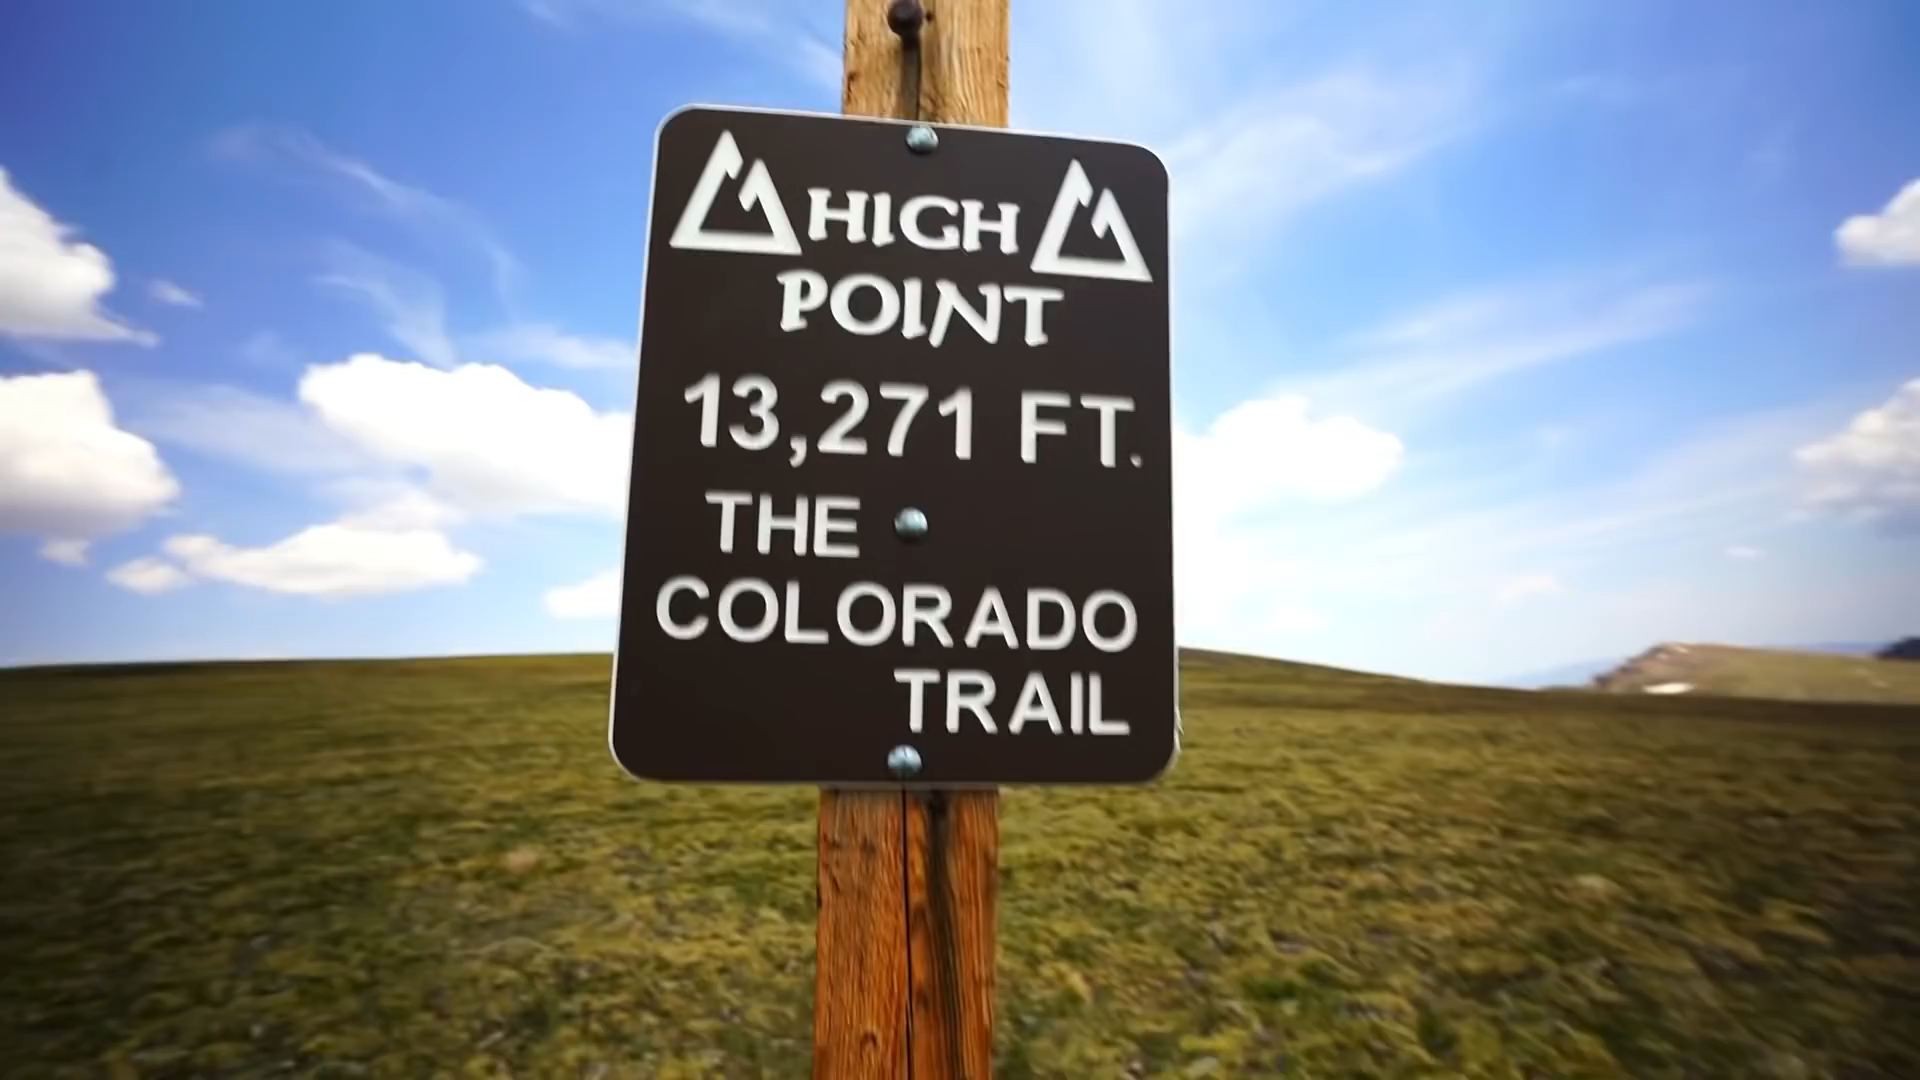 HIGH
POINT
13,271 FT.
THE
COLORADO
TRAIL